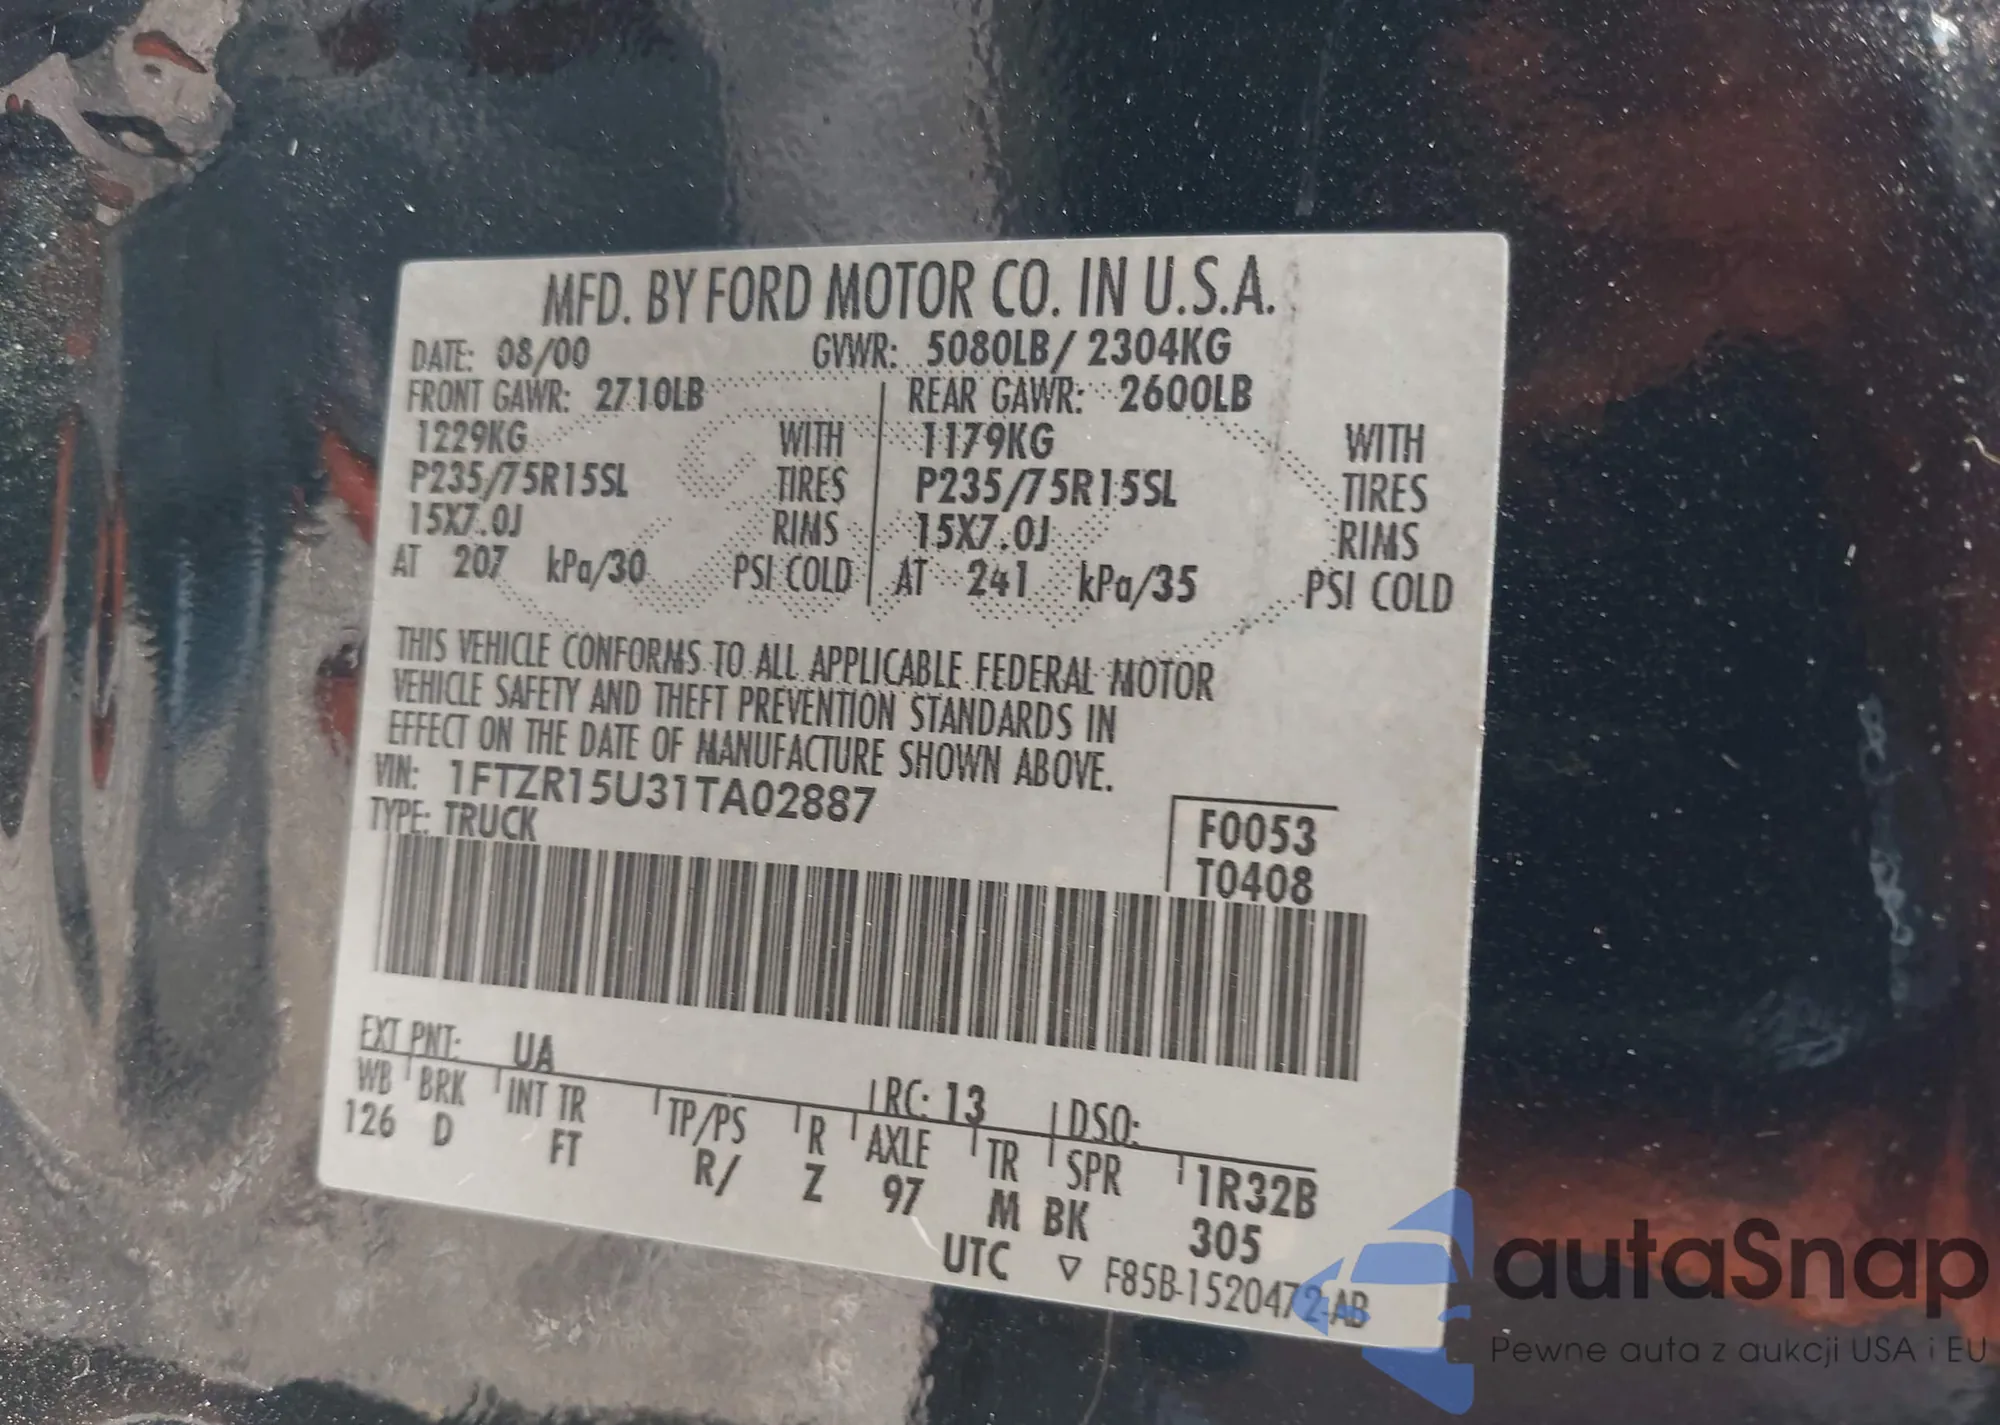 MFD. BY FORD MOTOR CO. IN U.S.A.
DATE: 08/00 GVWR: 5080LB/ 2304KG
FRONT GAWR: 2710LB REAR GAWR: 2600LB
1229KG WITH 1179KG WITH
P235/75R15SL TIRES P235/75R15SL TIRES
15X7.0J RIMS 15X7.0J RIMS
AT 207 kPa/30 PSI COLD AT 241 kPa/35 PSI COLD
THIS VEHICLE CONFORMS TO ALL APPLICABLE FEDERAL MOTOR
VEHICLE SAFETY AND THEFT PREVENTION STANDARDS IN
EFFECT ON THE DATE OF MANUFACTURE SHOWN ABOVE.
VIN: 1FTZR15U31TA02887
TYPE: TRUCK
F0053
T0408
EXT PNT: UA RC: 13 DSO:
WB BRK INT TR TP/PS R AXLE TR SPR 1R32B
126 D FT R/ Z 97 M BK 305
UTC ▽ F85B-1520472-AB
autaSnap
Pewne auta z aukcji USA i EU